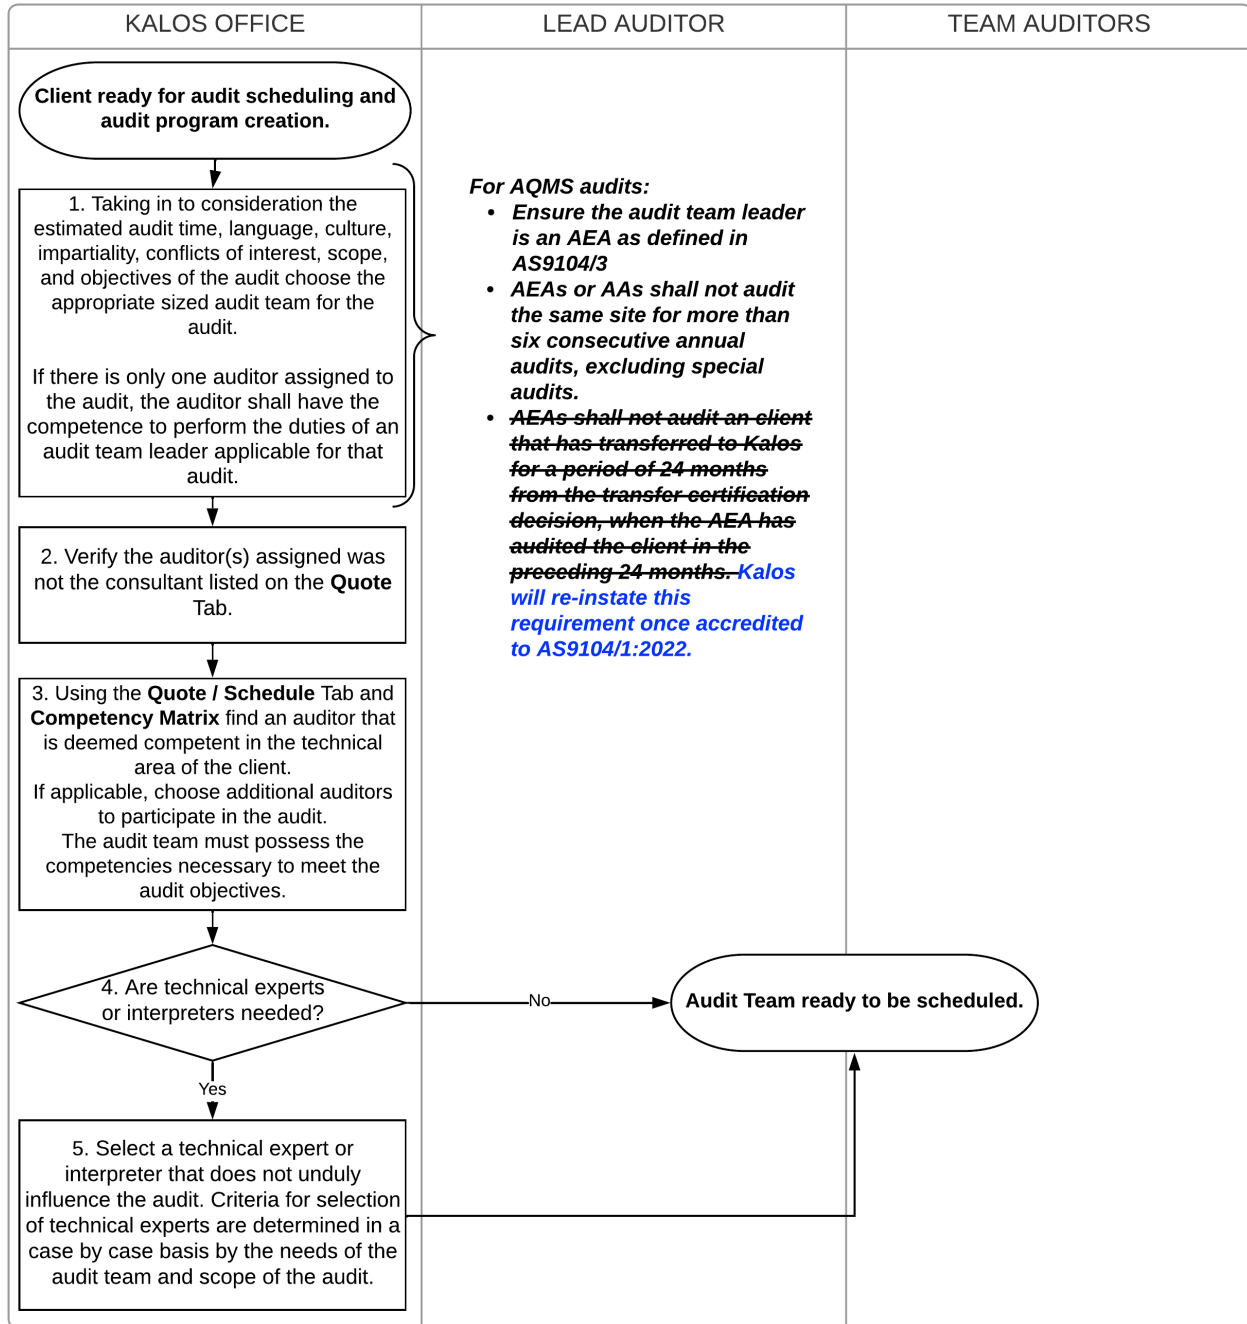 KALOS OFFICE
LEAD AUDITOR
TEAM AUDITORS
Client ready for audit scheduling and
audit program creation.
1. Taking in to consideration the
estimated audit time, language, culture,
impartiality, conflicts of interest, scope,
and objectives of the audit choose the
appropriate sized audit team for the
audit.
If there is only one auditor assigned to
the audit, the auditor shall have the
competence to perform the duties of an
audit team leader applicable for that
audit.
For AQMS audits:
• Ensure the audit team leader
is an AEA as defined in
AS9104/3
• AEAs or AAs shall not audit
the same site for more than
six consecutive annual
audits, excluding special
audits.
• AEAs shall not audit an client
that has transferred to Kalos
for a period of 24 months
from the transfer certification
decision, when the AEA has
audited the client in the
preceding 24 months. Kalos
will re-instate this
requirement once accredited
to AS9104/1:2022.
2. Verify the auditor(s) assigned was
not the consultant listed on the Quote
Tab.
3. Using the Quote / Schedule Tab and
Competency Matrix find an auditor that
is deemed competent in the technical
area of the client.
If applicable, choose additional auditors
to participate in the audit.
The audit team must possess the
competencies necessary to meet the
audit objectives.
4. Are technical experts
or interpreters needed?
No
Audit Team ready to be scheduled.
Yes
5. Select a technical expert or
interpreter that does not unduly
influence the audit. Criteria for selection
of technical experts are determined in a
case by case basis by the needs of the
audit team and scope of the audit.